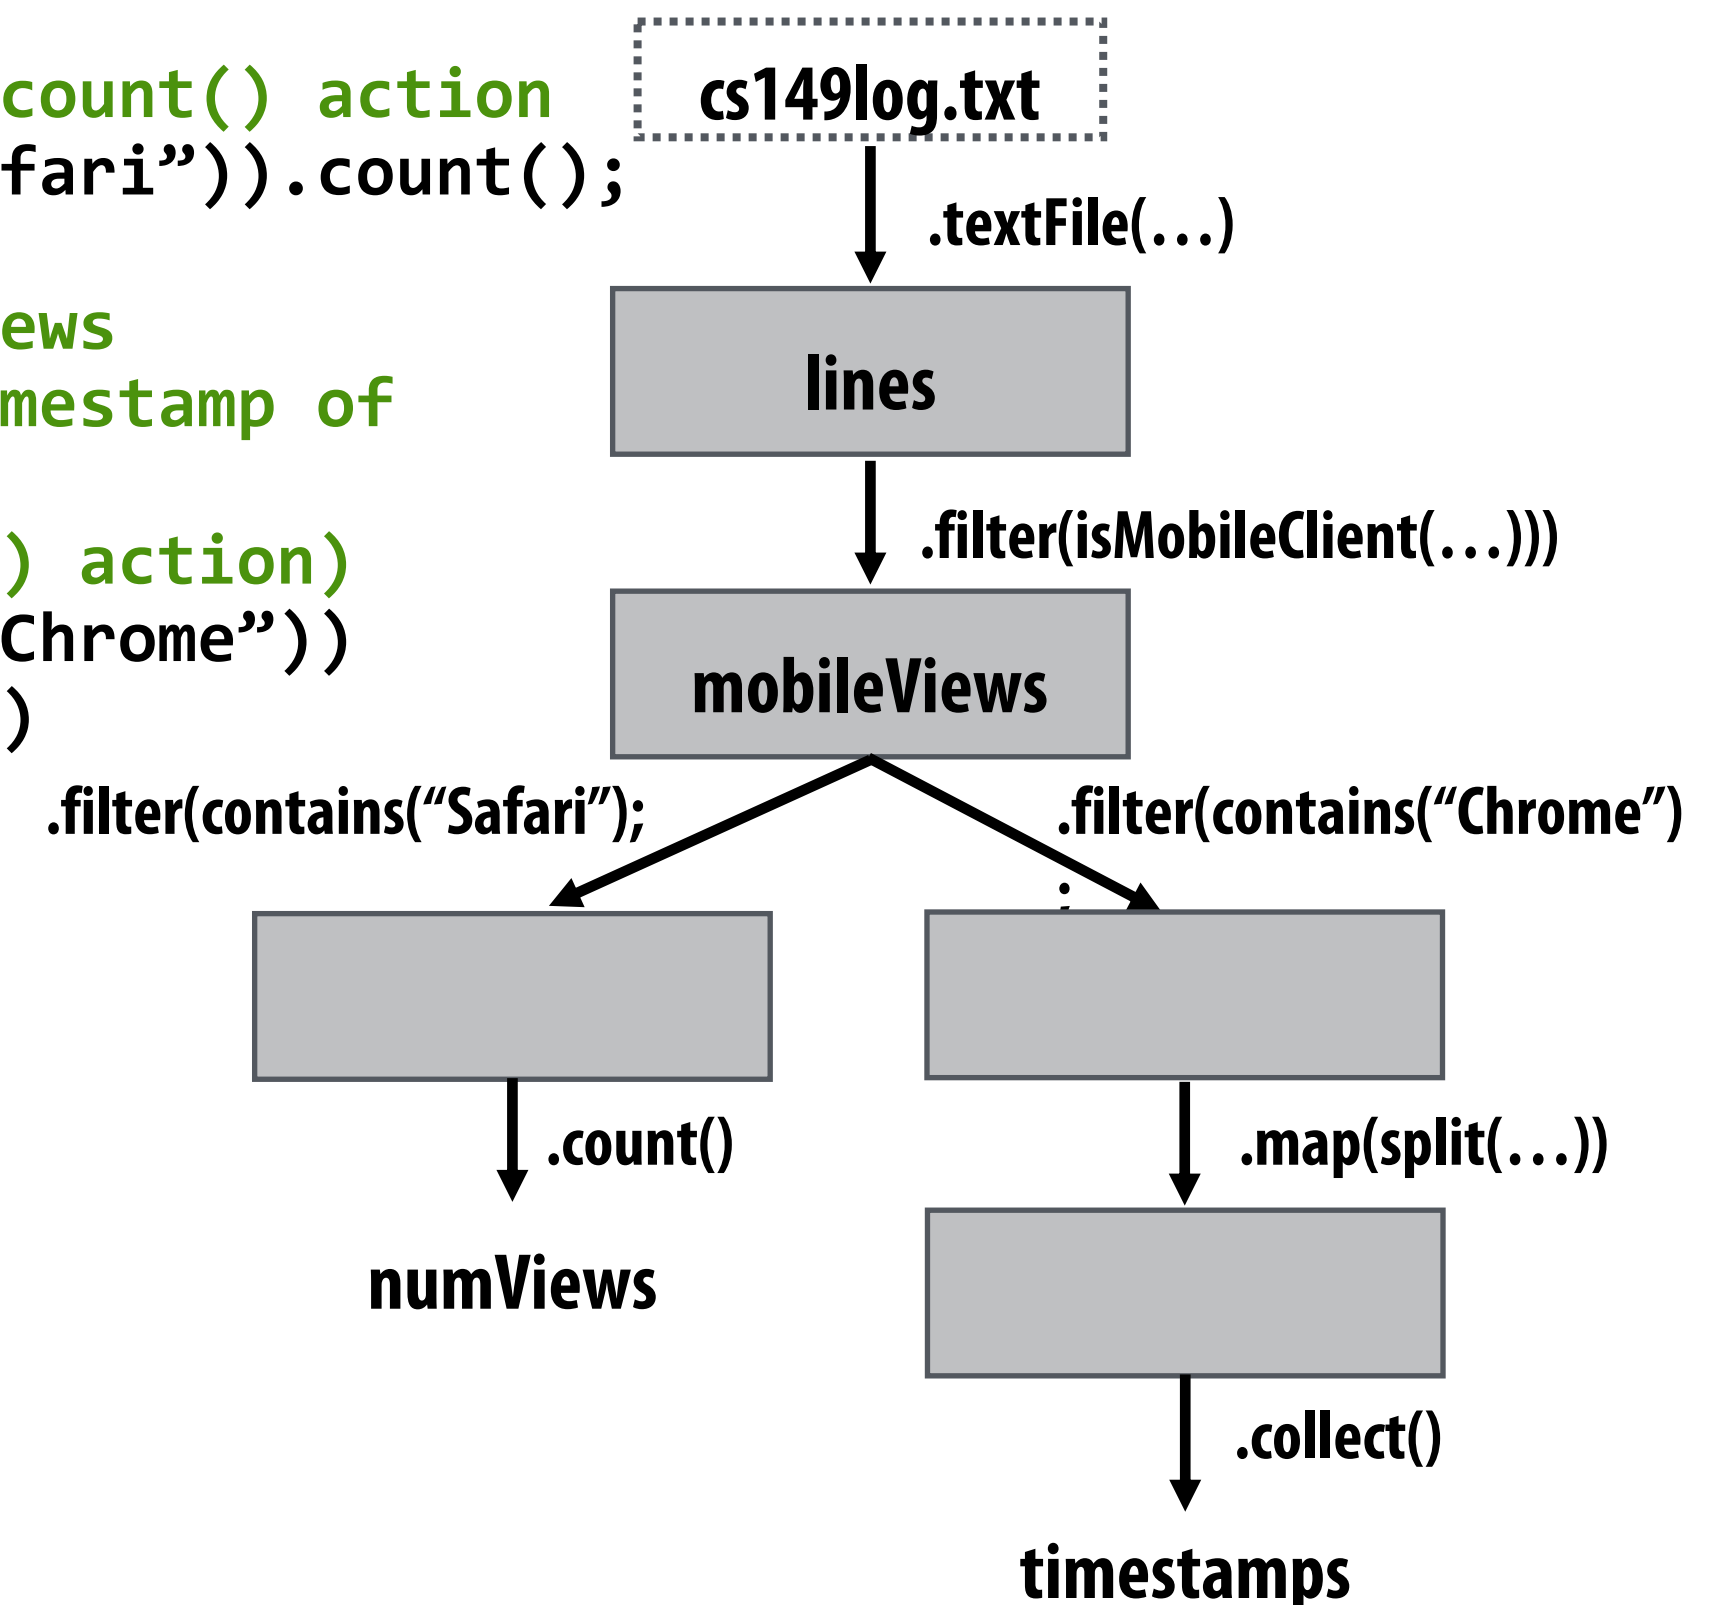 count() action
fari”)).count();
ews
mestamp of
) action)
Chrome”))
)
cs149log.txt
.textFile(...)
lines
.filter(isMobileClient(...)))
mobileViews
.filter(contains(“Safari”);
.filter(contains(“Chrome”)
;
.count()
.map(split(...))
numViews
.collect()
timestamps